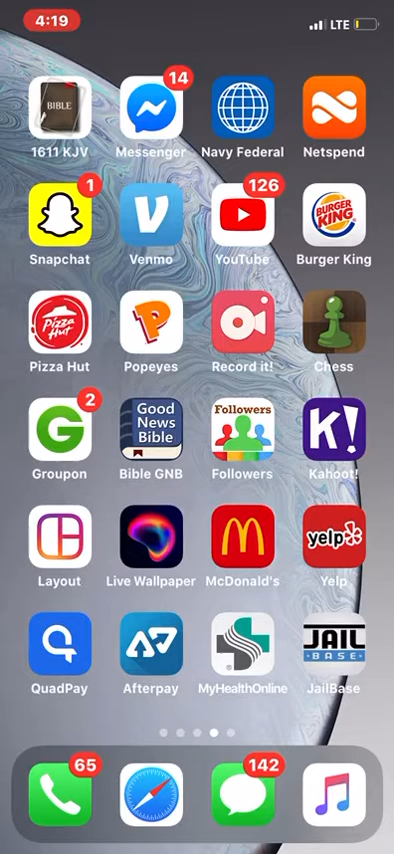 4:19 LTE
BIBLE 14
1611 KJV Messenger Navy Federal Netspend
1 126 BURGER KING
Snapchat Venmo YouTube Burger King
Pizza Hut P
Pizza Hut Popeyes Record it! Chess
2 Good News Bible Followers K!
Groupon Bible GNB Followers Kahoot!
yelp
Layout Live Wallpaper McDonald's Yelp
JAIL BASE
QuadPay Afterpay MyHealthOnline JailBase
65 142